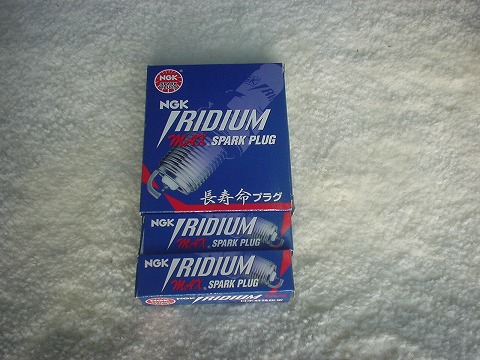 NGK
NGK
IRIDIUM
MAX SPARK PLUG
長寿命プラグ
NGK IRIDIUM
MAX SPARK PLUG
NGK IRIDIUM
MAX SPARK PLUG
NGK IRIDIUM